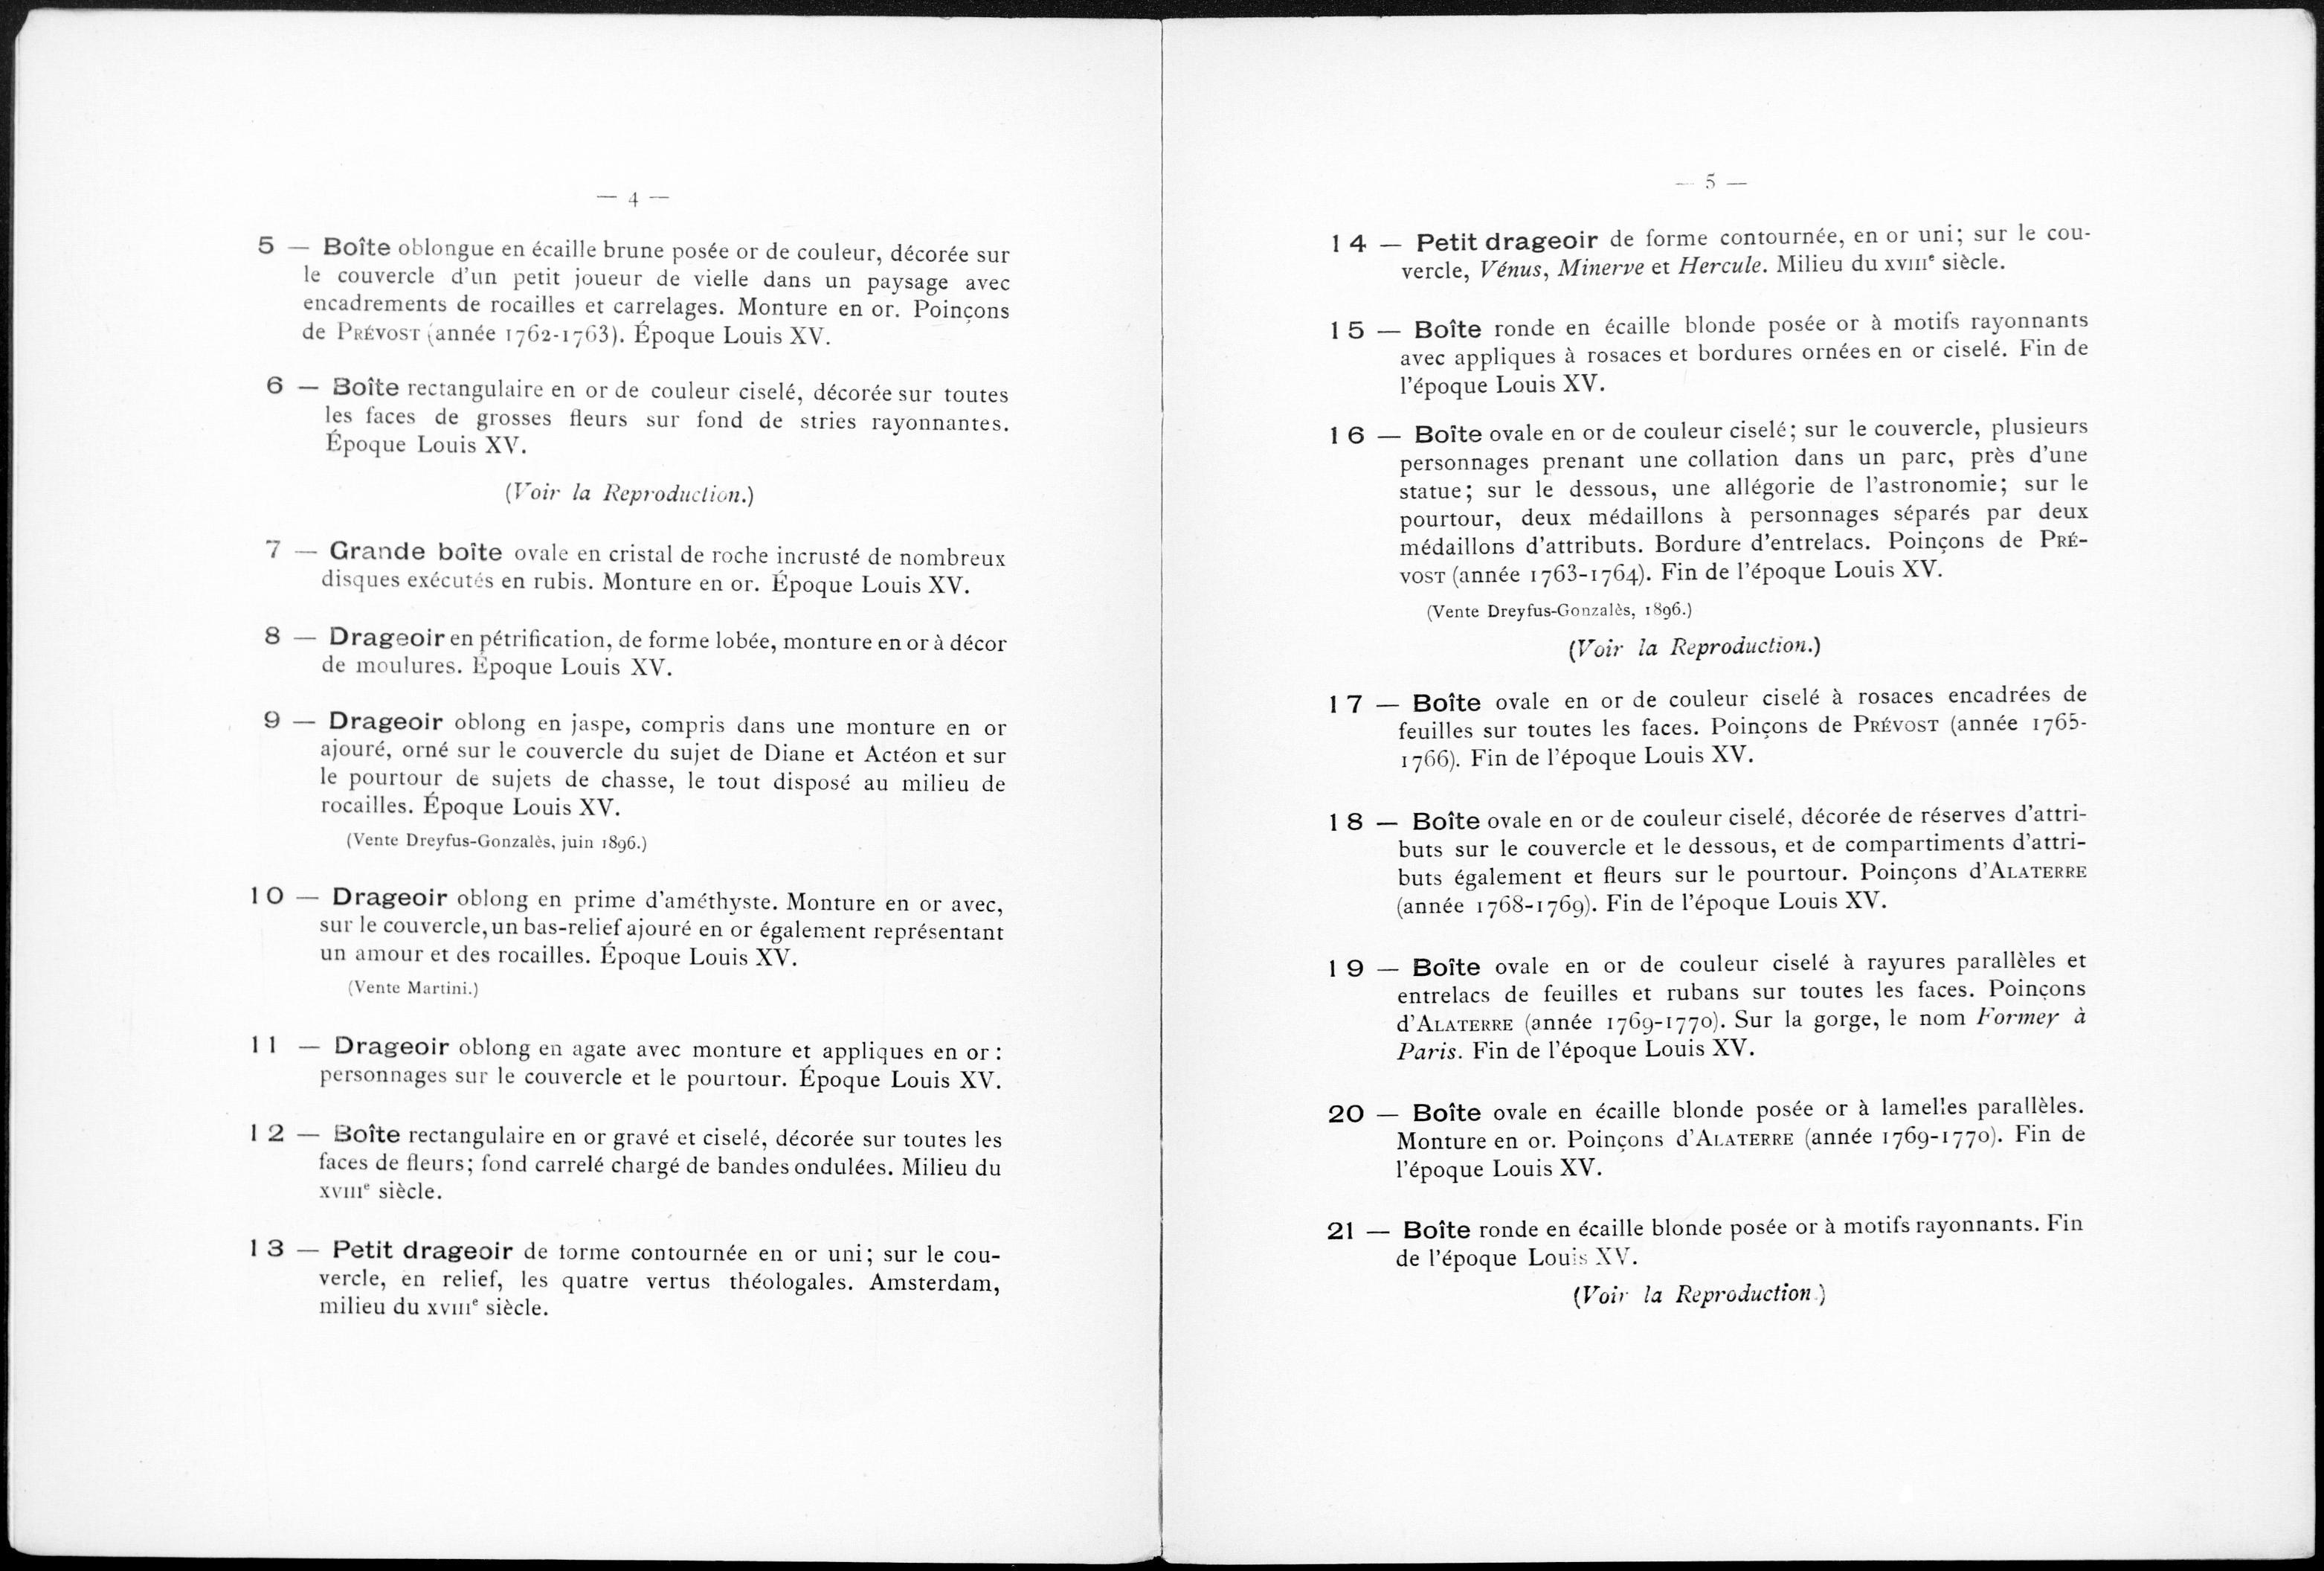 — 4 —
5 — Boîte oblongue en écaille brune posée or de couleur, décorée sur
le couvercle d'un petit joueur de vielle dans un paysage avec
encadrements de rocailles et carrelages. Monture en or. Poinçons
de PRÉVOST (année 1762-1763). Époque Louis XV.
6 — Boîte rectangulaire en or de couleur ciselé, décorée sur toutes
les faces de grosses fleurs sur fond de stries rayonnantes.
Époque Louis XV.
(Voir la Reproduction.)
7 — Grande boîte ovale en cristal de roche incrusté de nombreux
disques exécutés en rubis. Monture en or. Époque Louis XV.
8 — Drageoir en pétrification, de forme lobée, monture en or à décor
de moulures. Époque Louis XV.
9 — Drageoir oblong en jaspe, compris dans une monture en or
ajouré, orné sur le couvercle du sujet de Diane et Actéon et sur
le pourtour de sujets de chasse, le tout disposé au milieu de
rocailles. Époque Louis XV.
(Vente Dreyfus-Gonzalès, juin 1896.)
10 — Drageoir oblong en prime d'améthyste. Monture en or avec,
sur le couvercle, un bas-relief ajouré en or également représentant
un amour et des rocailles. Époque Louis XV.
(Vente Martini.)
11 — Drageoir oblong en agate avec monture et appliques en or :
personnages sur le couvercle et le pourtour. Époque Louis XV.
12 — Boîte rectangulaire en or gravé et ciselé, décorée sur toutes les
faces de fleurs; fond carrelé chargé de bandes ondulées. Milieu du
XVIIIe siècle.
13 — Petit drageoir de forme contournée en or uni; sur le cou-
vercle, en relief, les quatre vertus théologales. Amsterdam,
milieu du XVIIIe siècle.
— 5 —
14 — Petit drageoir de forme contournée, en or uni; sur le cou-
vercle, Vénus, Minerve et Hercule. Milieu du XVIIIe siècle.
15 — Boîte ronde en écaille blonde posée or à motifs rayonnants
avec appliques à rosaces et bordures ornées en or ciselé. Fin de
l'époque Louis XV.
16 — Boîte ovale en or de couleur ciselé; sur le couvercle, plusieurs
personnages prenant une collation dans un parc, près d'une
statue; sur le dessous, une allégorie de l'astronomie; sur le
pourtour, deux médaillons à personnages séparés par deux
médaillons d'attributs. Bordure d'entrelacs. Poinçons de PRÉ-
VOST (année 1763-1764). Fin de l'époque Louis XV.
(Vente Dreyfus-Gonzalès, 1896.)
(Voir la Reproduction.)
17 — Boîte ovale en or de couleur ciselé à rosaces encadrées de
feuilles sur toutes les faces. Poinçons de PRÉVOST (année 1765-
1766). Fin de l'époque Louis XV.
18 — Boîte ovale en or de couleur ciselé, décorée de réserves d'attri-
buts sur le couvercle et le dessous, et de compartiments d'attri-
buts également et fleurs sur le pourtour. Poinçons d'ALATERRE
(année 1768-1769). Fin de l'époque Louis XV.
19 — Boîte ovale en or de couleur ciselé à rayures parallèles et
entrelacs de feuilles et rubans sur toutes les faces. Poinçons
d'ALATERRE (année 1769-1770). Sur la gorge, le nom Formey à
Paris. Fin de l'époque Louis XV.
20 — Boîte ovale en écaille blonde posée or à lamelles parallèles.
Monture en or. Poinçons d'ALATERRE (année 1769-1770). Fin de
l'époque Louis XV.
21 — Boîte ronde en écaille blonde posée or à motifs rayonnants. Fin
de l'époque Louis XV.
(Voir la Reproduction.)